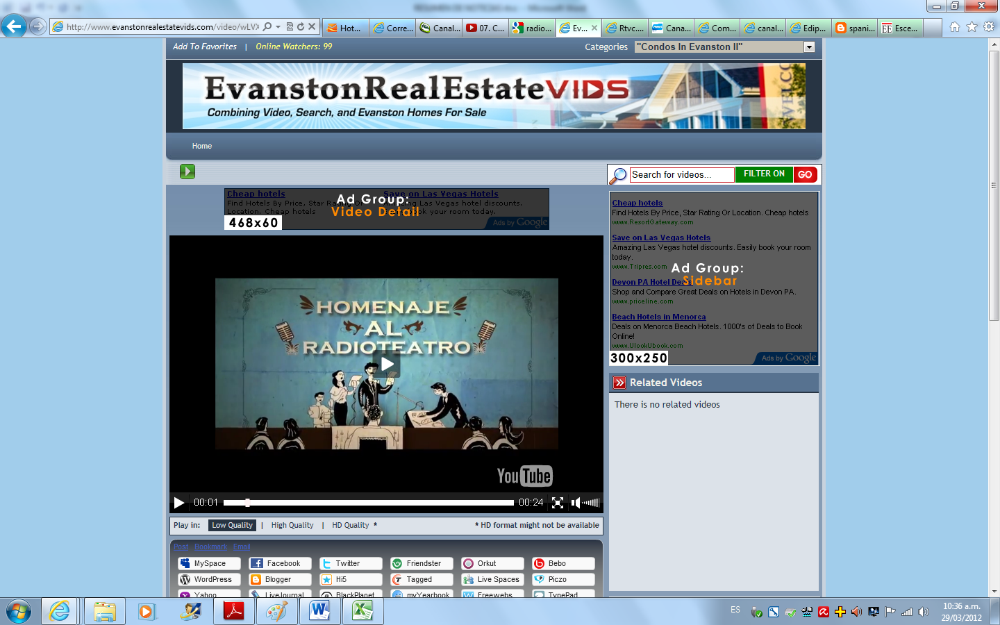 http://www.evanstonrealestatevids.com/video/wLVX
Hot...
Corre...
Canal...
07. C...
radio...
Ev...
Rtvc....
Cana...
Com...
canal...
Edip...
spani...
Esce...
Add To Favorites | Online Watchers: 99
Categories "Condos In Evanston Il"
EvanstonRealEstateVIDS
Combining Video, Search, and Evanston Homes For Sale
WELCO
Home
Search for videos... FILTER ON GO
Cheap hotels
Find Hotels By Price, Star Rating Or
Location. Cheap hotels
Save on Las Vegas Hotels
Amazing Las Vegas hotel discounts.
book your room today.
Ad Group:
Video Detail
468x60
Ads by Google
Cheap hotels
Find Hotels By Price, Star Rating Or Location. Cheap hotels
www.ResortGateway.com
Save on Las Vegas Hotels
Amazing Las Vegas hotel discounts. Easily book your room
today.
www.Tripres.com
Ad Group:
Sidebar
Devon PA Hotel Deals
Shop and Compare Great Deals on Hotels in Devon PA.
www.priceline.com
Beach Hotels in Menorca
Deals on Menorca Beach Hotels. 1000's of Deals to Book
Online!
www.UlookUbook.com
300x250
Ads by Google
HOMENAJE
AL
RADIOTEATRO
YouTube
00:01 00:24
Related Videos
There is no related videos
Play in: Low Quality | High Quality | HD Quality * * HD format might not be available
Post Bookmark Email
MySpace Facebook Twitter Friendster Orkut Bebo
WordPress Blogger Hi5 Tagged Live Spaces Piczo
Yahoo LiveJournal BlackPlanet myYearbook Freewebs TypePad
ES
10:36 a.m.
29/03/2012